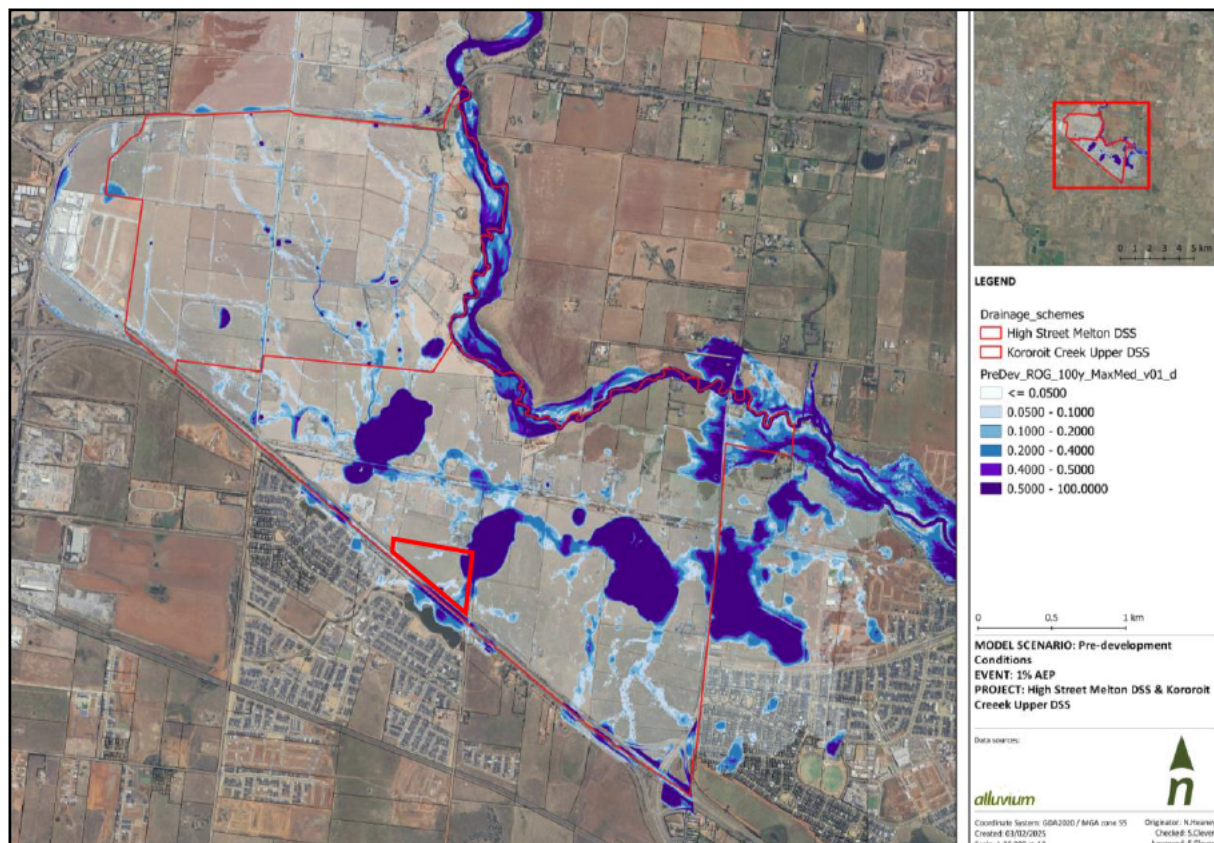 0 1 2 3 4 5 km
LEGEND
Drainage_schemes
High Street Melton DSS
Kororoit Creek Upper DSS
PreDev_ROG_100y_MaxMed_v01_d
<= 0.0500
0.0500 - 0.1000
0.1000 - 0.2000
0.2000 - 0.4000
0.4000 - 0.5000
0.5000 - 100.0000
0 0.5 1 km
MODEL SCENARIO: Pre-development
Conditions
EVENT: 1% AEP
PROJECT: High Street Melton DSS & Kororoit
Creeek Upper DSS
Data sources:
alluvium
n
Coordinate System: GDA2020 / MGA zone 55
Created: 03/02/2025
Originator: N.Heaney
Checked: S.Cleven